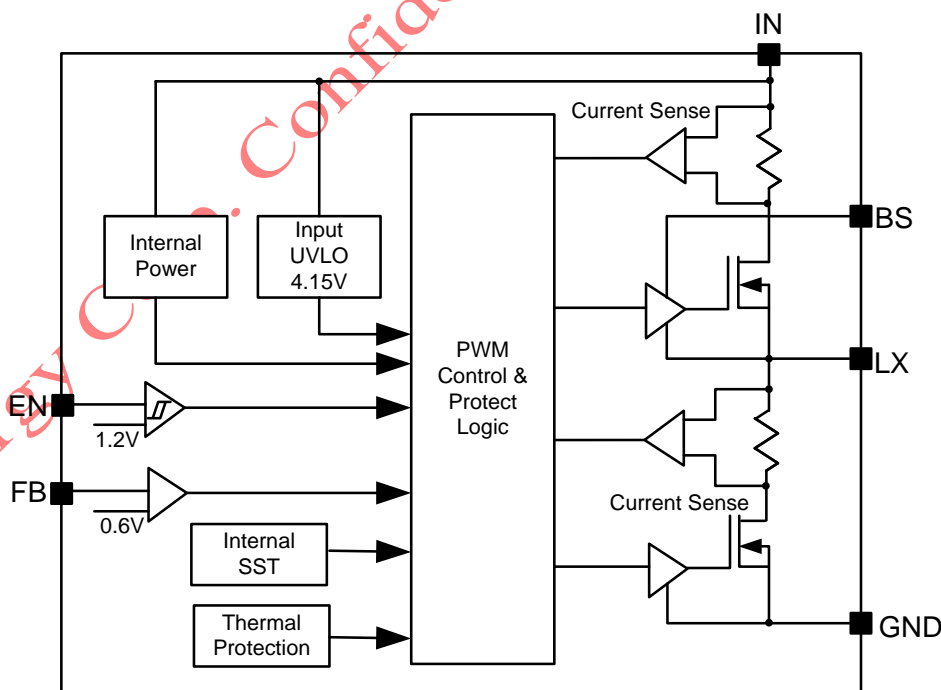 IN
Current Sense
BS
Internal
Power
Input
UVLO
4.15V
PWM
Control &
Protect
Logic
LX
EN
1.2V
FB
0.6V
Current Sense
Internal
SST
Thermal
Protection
GND